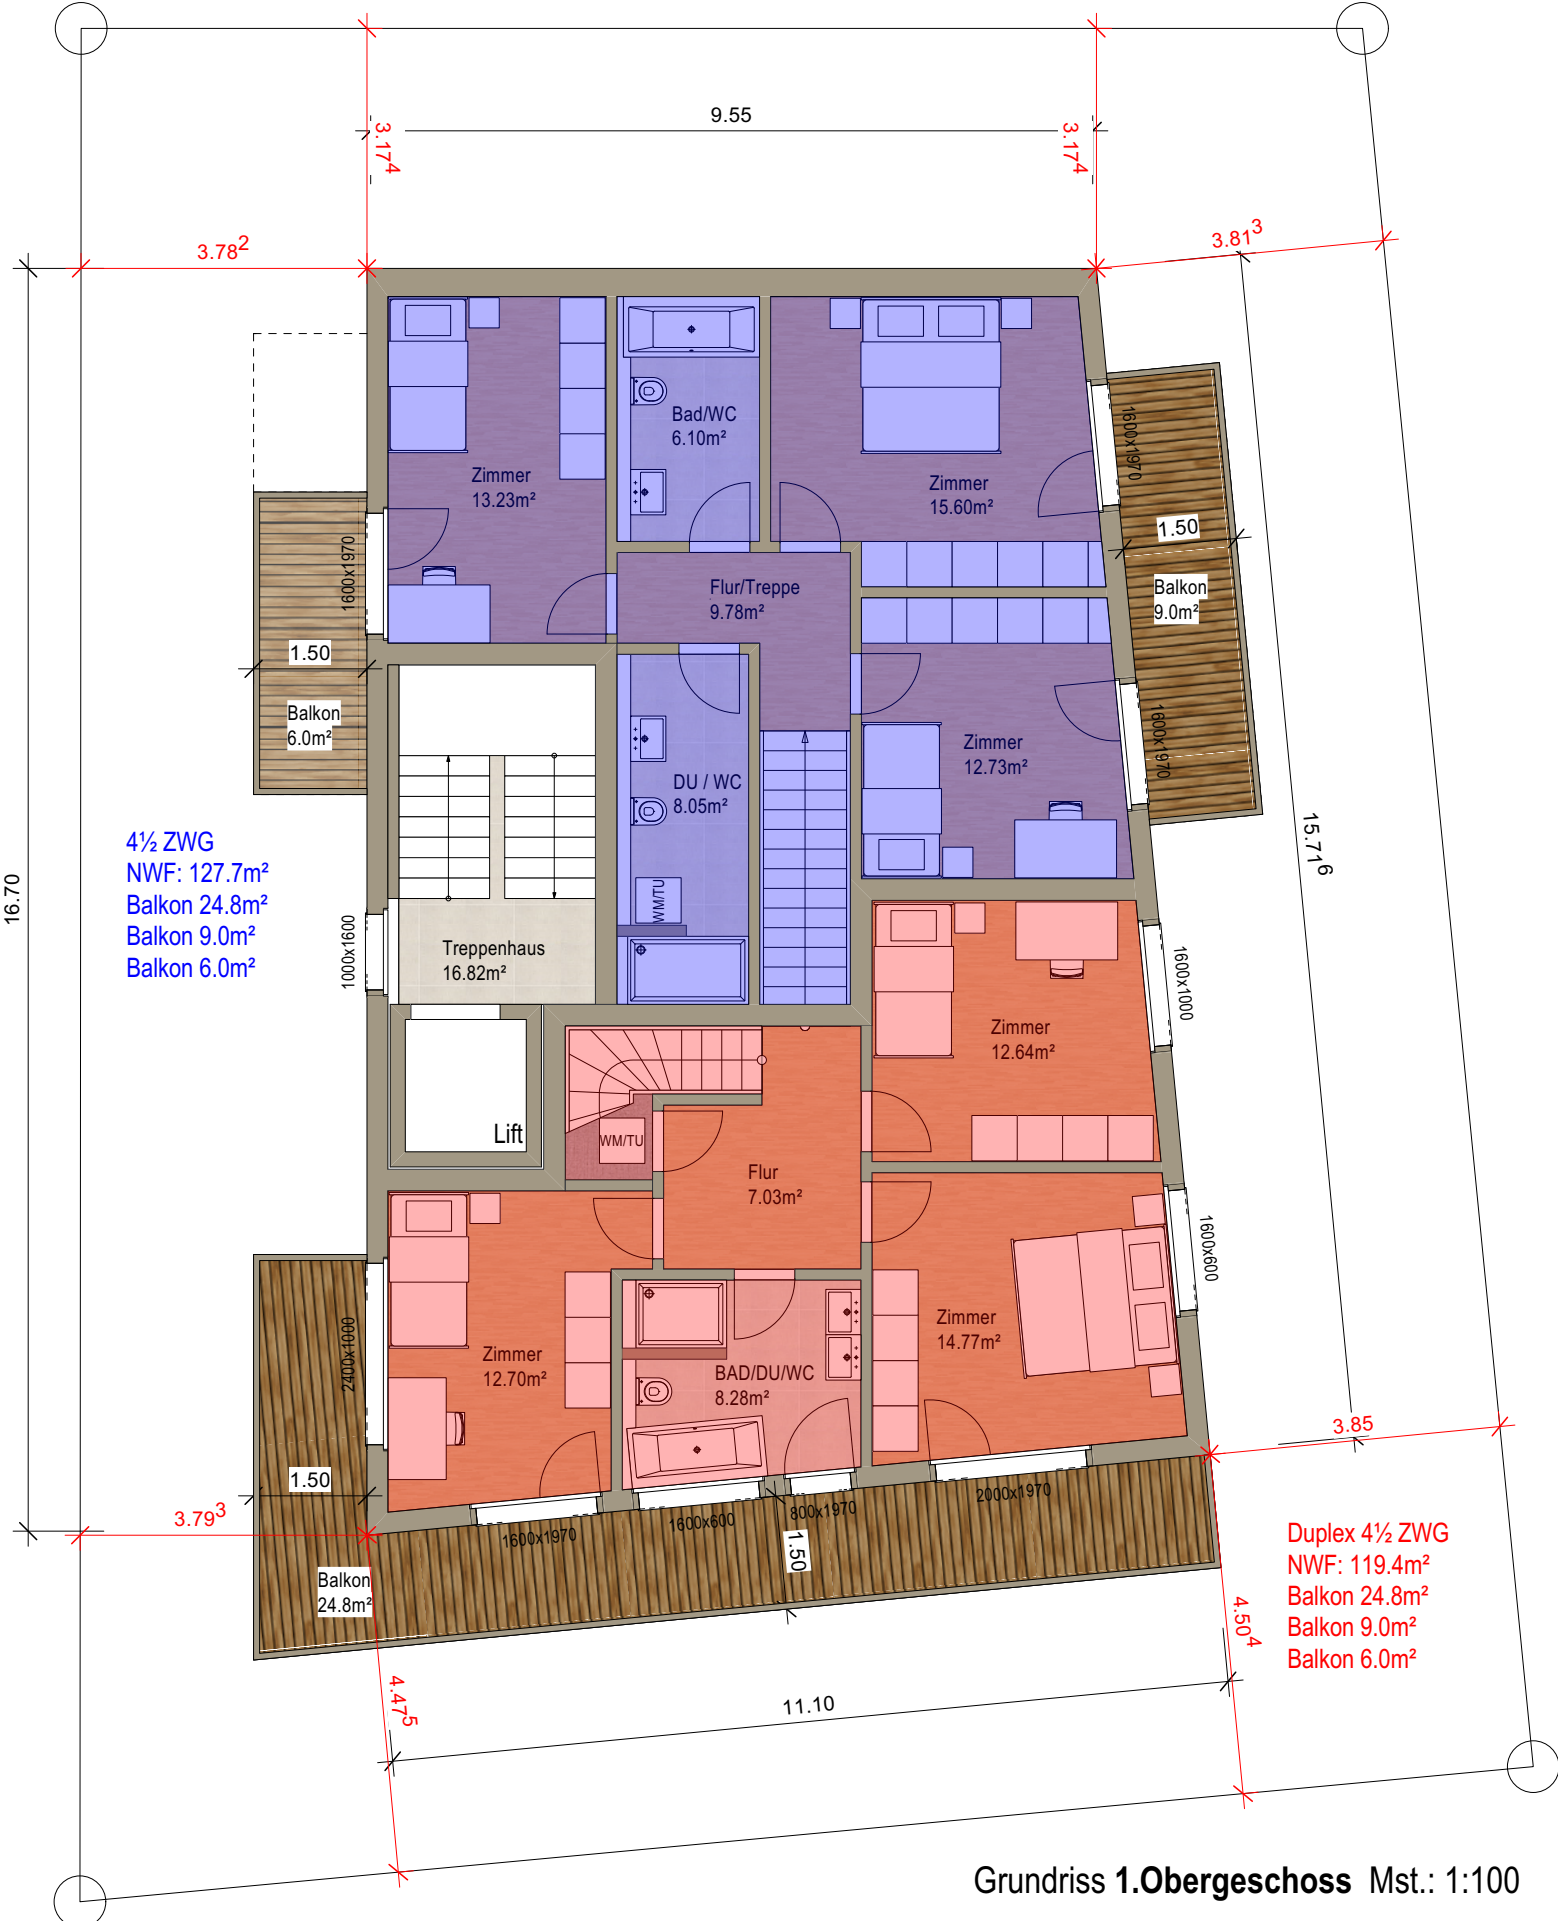 9.55
3.17⁴
3.17⁴
3.78²
3.81³
Bad/WC
6.10m²
Zimmer
13.23m²
Zimmer
15.60m²
1600x1970
1600x1970
1.50
Balkon
9.0m²
Flur/Treppe
9.78m²
1.50
Balkon
6.0m²
Zimmer
12.73m²
1600x1970
DU / WC
8.05m²
WM/TU
15.71⁶
4½ ZWG
NWF: 127.7m²
Balkon 24.8m²
Balkon 9.0m²
Balkon 6.0m²
16.70
1000x1600
Treppenhaus
16.82m²
1600x1000
Zimmer
12.64m²
Lift
WM/TU
Flur
7.03m²
1600x600
Zimmer
14.77m²
2400x1000
Zimmer
12.70m²
BAD/DU/WC
8.28m²
3.85
1.50
3.79³
1600x1970
1600x600
800x1970
2000x1970
1.50
Balkon
24.8m²
Duplex 4½ ZWG
NWF: 119.4m²
Balkon 24.8m²
Balkon 9.0m²
Balkon 6.0m²
4.50⁴
4.47⁵
11.10
Grundriss 1.Obergeschoss Mst.: 1:100